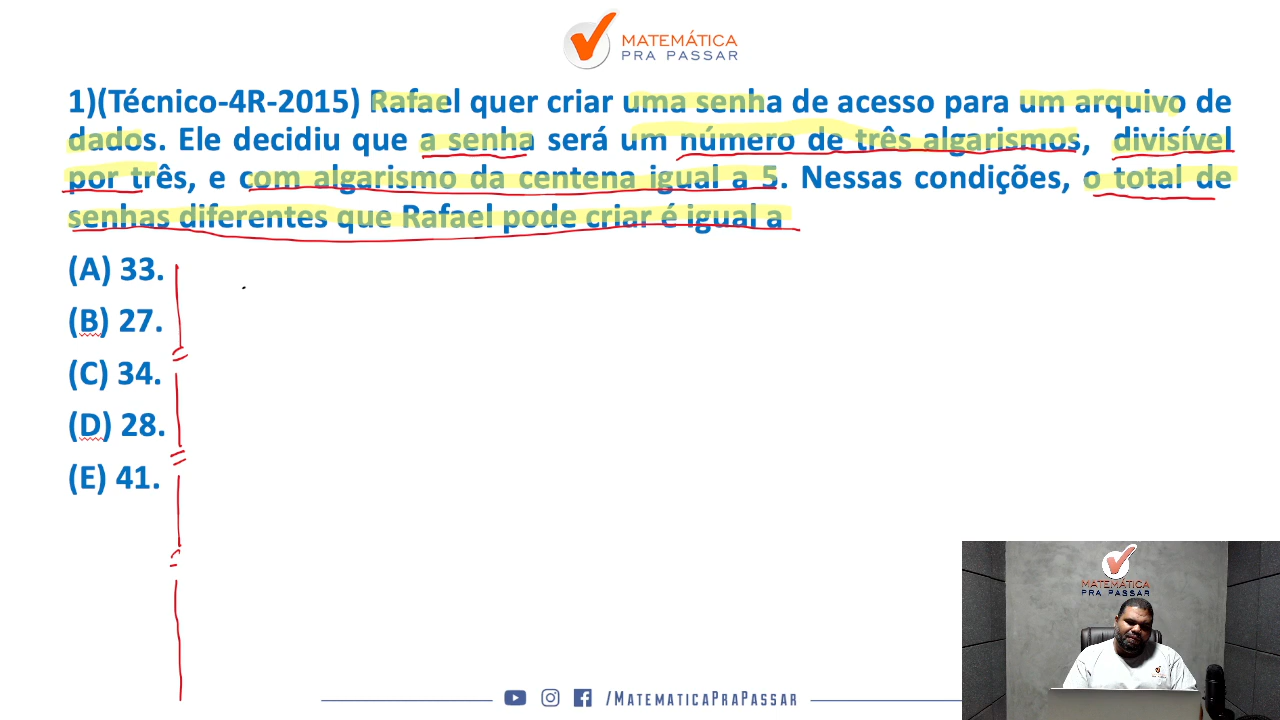 MATEMÁTICA
PRA PASSAR
1)(Técnico-4R-2015) Rafael quer criar uma senha de acesso para um arquivo de
dados. Ele decidiu que a senha será um número de três algarismos, divisível
por três, e com algarismo da centena igual a 5. Nessas condições, o total de
senhas diferentes que Rafael pode criar é igual a
(A) 33.
(B) 27.
(C) 34.
(D) 28.
(E) 41.
MATEMÁTICA
PRA PASSAR
/MATEMATICAPRAPASSAR